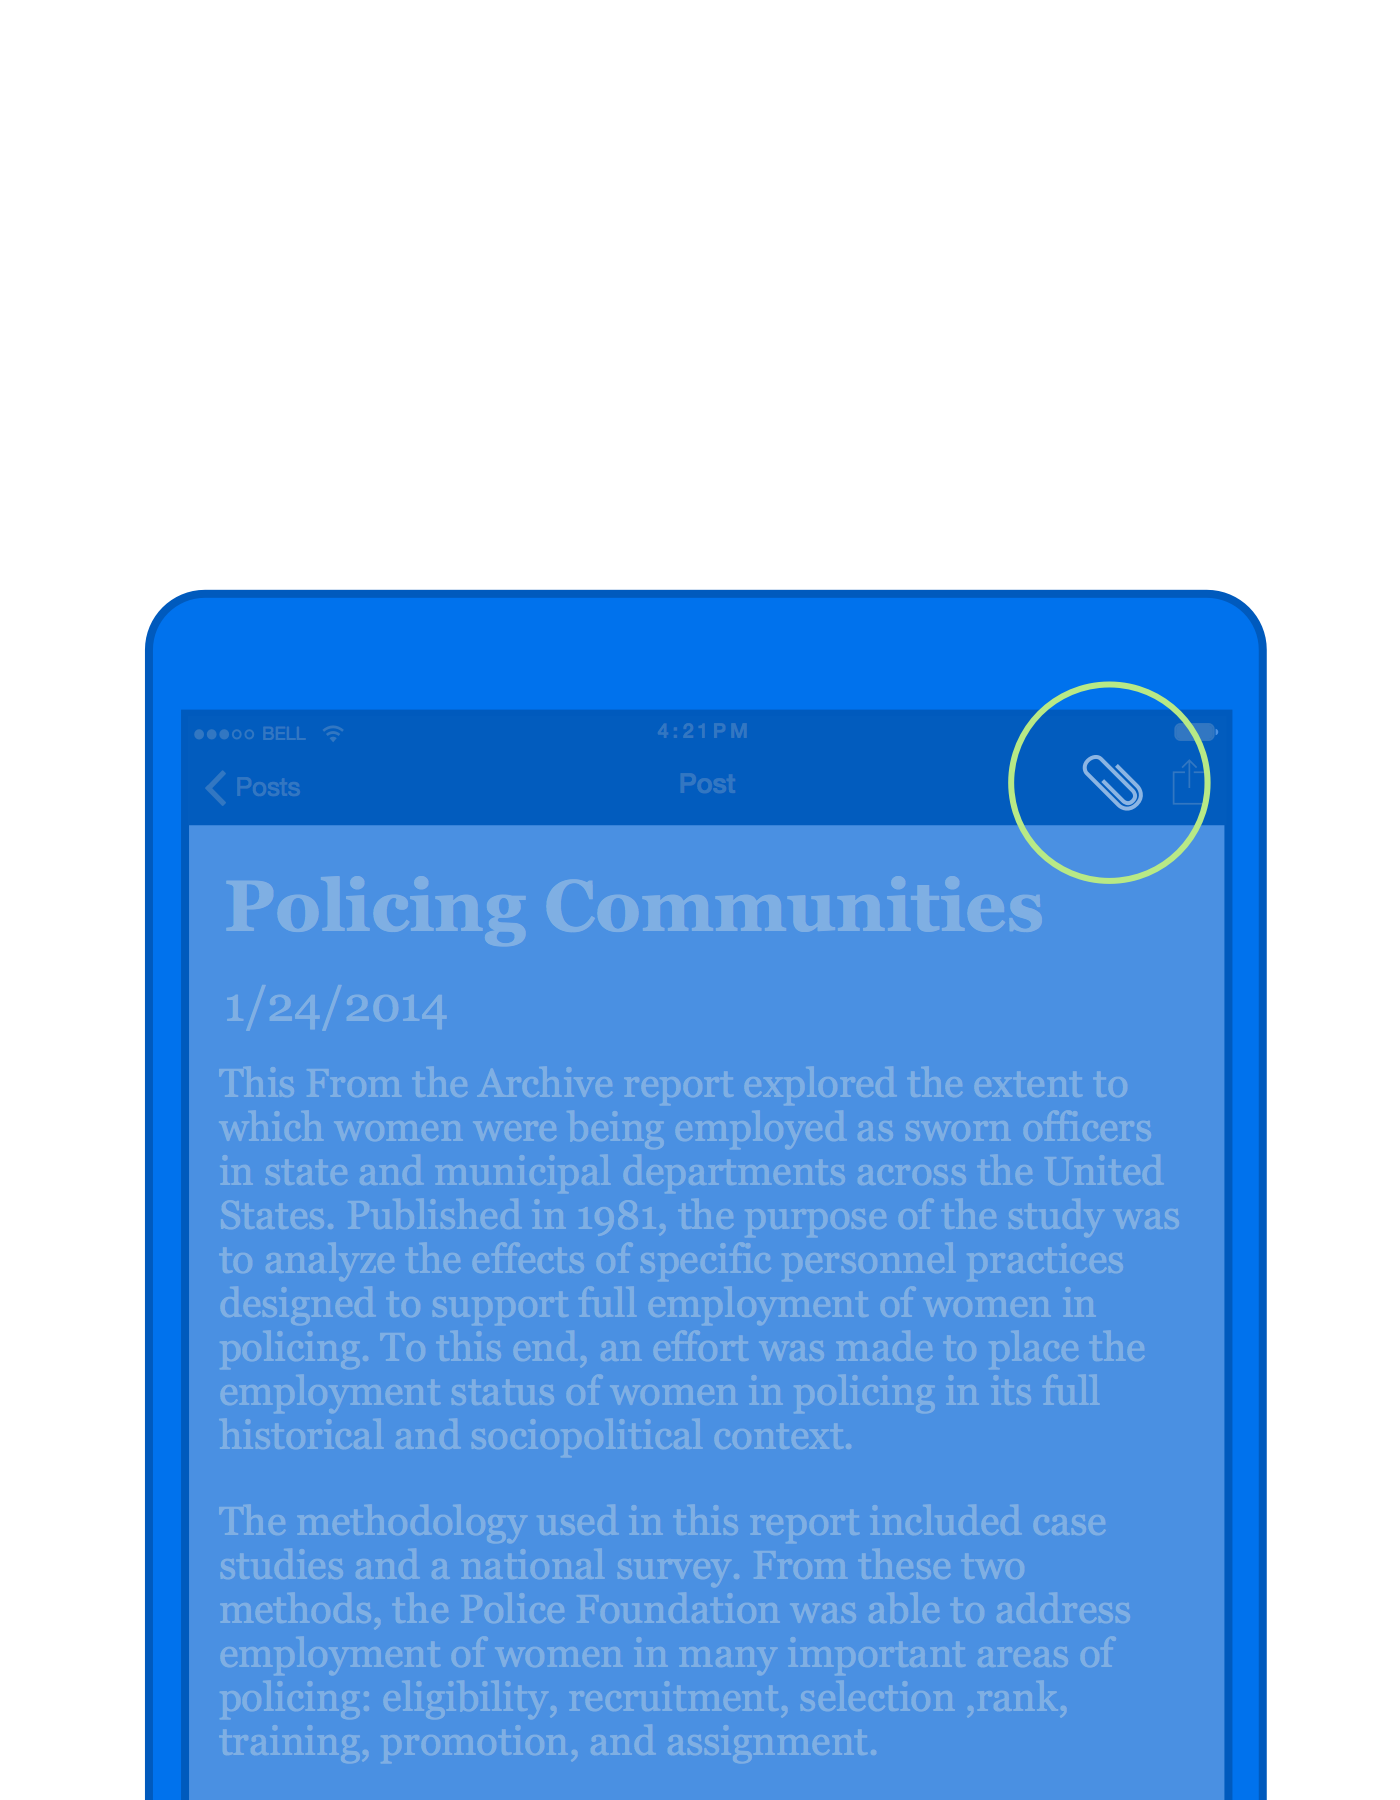 BELL
4:21PM
Posts
Post
Policing Communities
1/24/2014
This From the Archive report explored the extent to
which women were being employed as sworn officers
in state and municipal departments across the United
States. Published in 1981, the purpose of the study was
to analyze the effects of specific personnel practices
designed to support full employment of women in
policing. To this end, an effort was made to place the
employment status of women in policing in its full
historical and sociopolitical context.
The methodology used in this report included case
studies and a national survey. From these two
methods, the Police Foundation was able to address
employment of women in many important areas of
policing: eligibility, recruitment, selection ,rank,
training, promotion, and assignment.